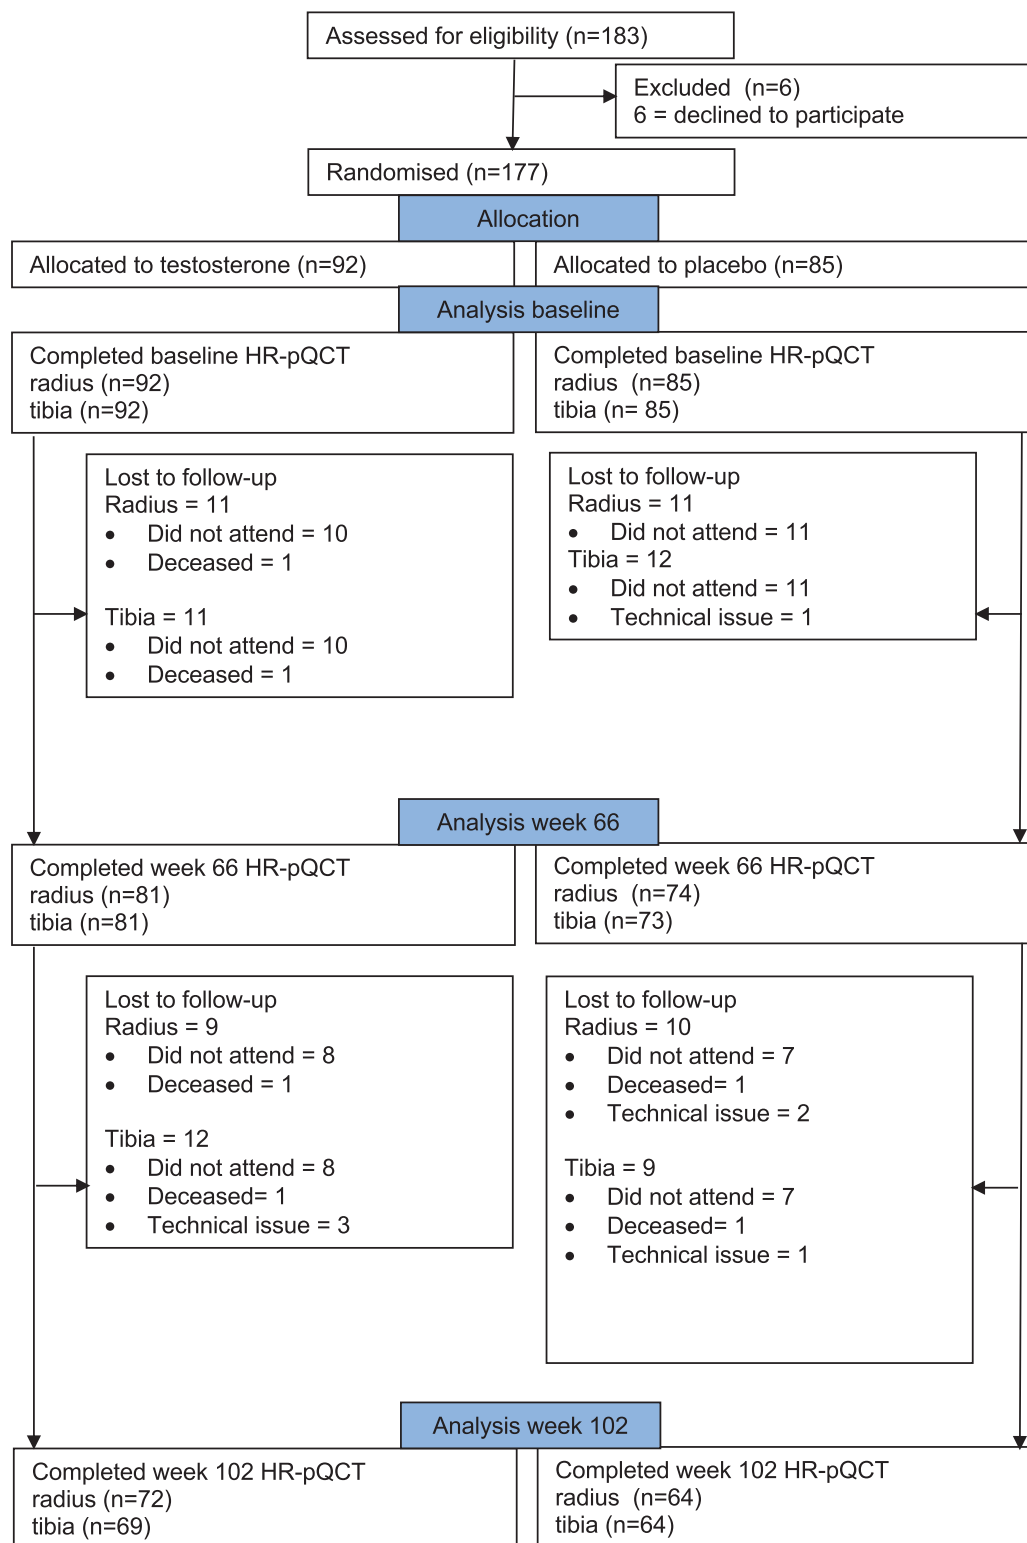 Assessed for eligibility (n=183)
Excluded  (n=6)
6 = declined to participate
Randomised (n=177)
Allocation
Allocated to testosterone (n=92)
Allocated to placebo (n=85)
Analysis baseline
Completed baseline HR-pQCT
radius (n=92)
tibia (n=92)
Completed baseline HR-pQCT
radius  (n=85)
tibia (n= 85)
Lost to follow-up
Radius = 11
• Did not attend = 10
• Deceased = 1
Tibia = 11
• Did not attend = 10
• Deceased = 1
Lost to follow-up
Radius = 11
• Did not attend = 11
Tibia = 12
• Did not attend = 11
• Technical issue = 1
Analysis week 66
Completed week 66 HR-pQCT
radius (n=81)
tibia (n=81)
Completed week 66 HR-pQCT
radius  (n=74)
tibia (n=73)
Lost to follow-up
Radius = 9
• Did not attend = 8
• Deceased = 1
Tibia = 12
• Did not attend = 8
• Deceased= 1
• Technical issue = 3
Lost to follow-up
Radius = 10
• Did not attend = 7
• Deceased= 1
• Technical issue = 2
Tibia = 9
• Did not attend = 7
• Deceased= 1
• Technical issue = 1
Analysis week 102
Completed week 102 HR-pQCT
radius (n=72)
tibia (n=69)
Completed week 102 HR-pQCT
radius  (n=64)
tibia (n=64)